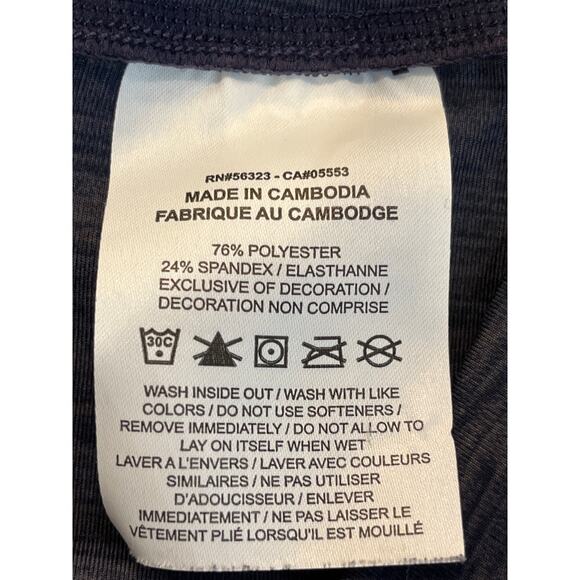 RN#56323 - CA#05553
MADE IN CAMBODIA
FABRIQUE AU CAMBODGE
76% POLYESTER
24% SPANDEX / ELASTHANNE
EXCLUSIVE OF DECORATION /
DECORATION NON COMPRISE
30C
WASH INSIDE OUT / WASH WITH LIKE
COLORS / DO NOT USE SOFTENERS /
REMOVE IMMEDIATELY / DO NOT ALLOW TO
LAY ON ITSELF WHEN WET
LAVER A L'ENVERS / LAVER AVEC COULEURS
SIMILAIRES / NE PAS UTILISER
D'ADOUCISSEUR / ENLEVER
IMMEDIATEMENT / NE PAS LAISSER LE
VÊTEMENT PLIÉ LORSQU'IL EST MOUILLÉ